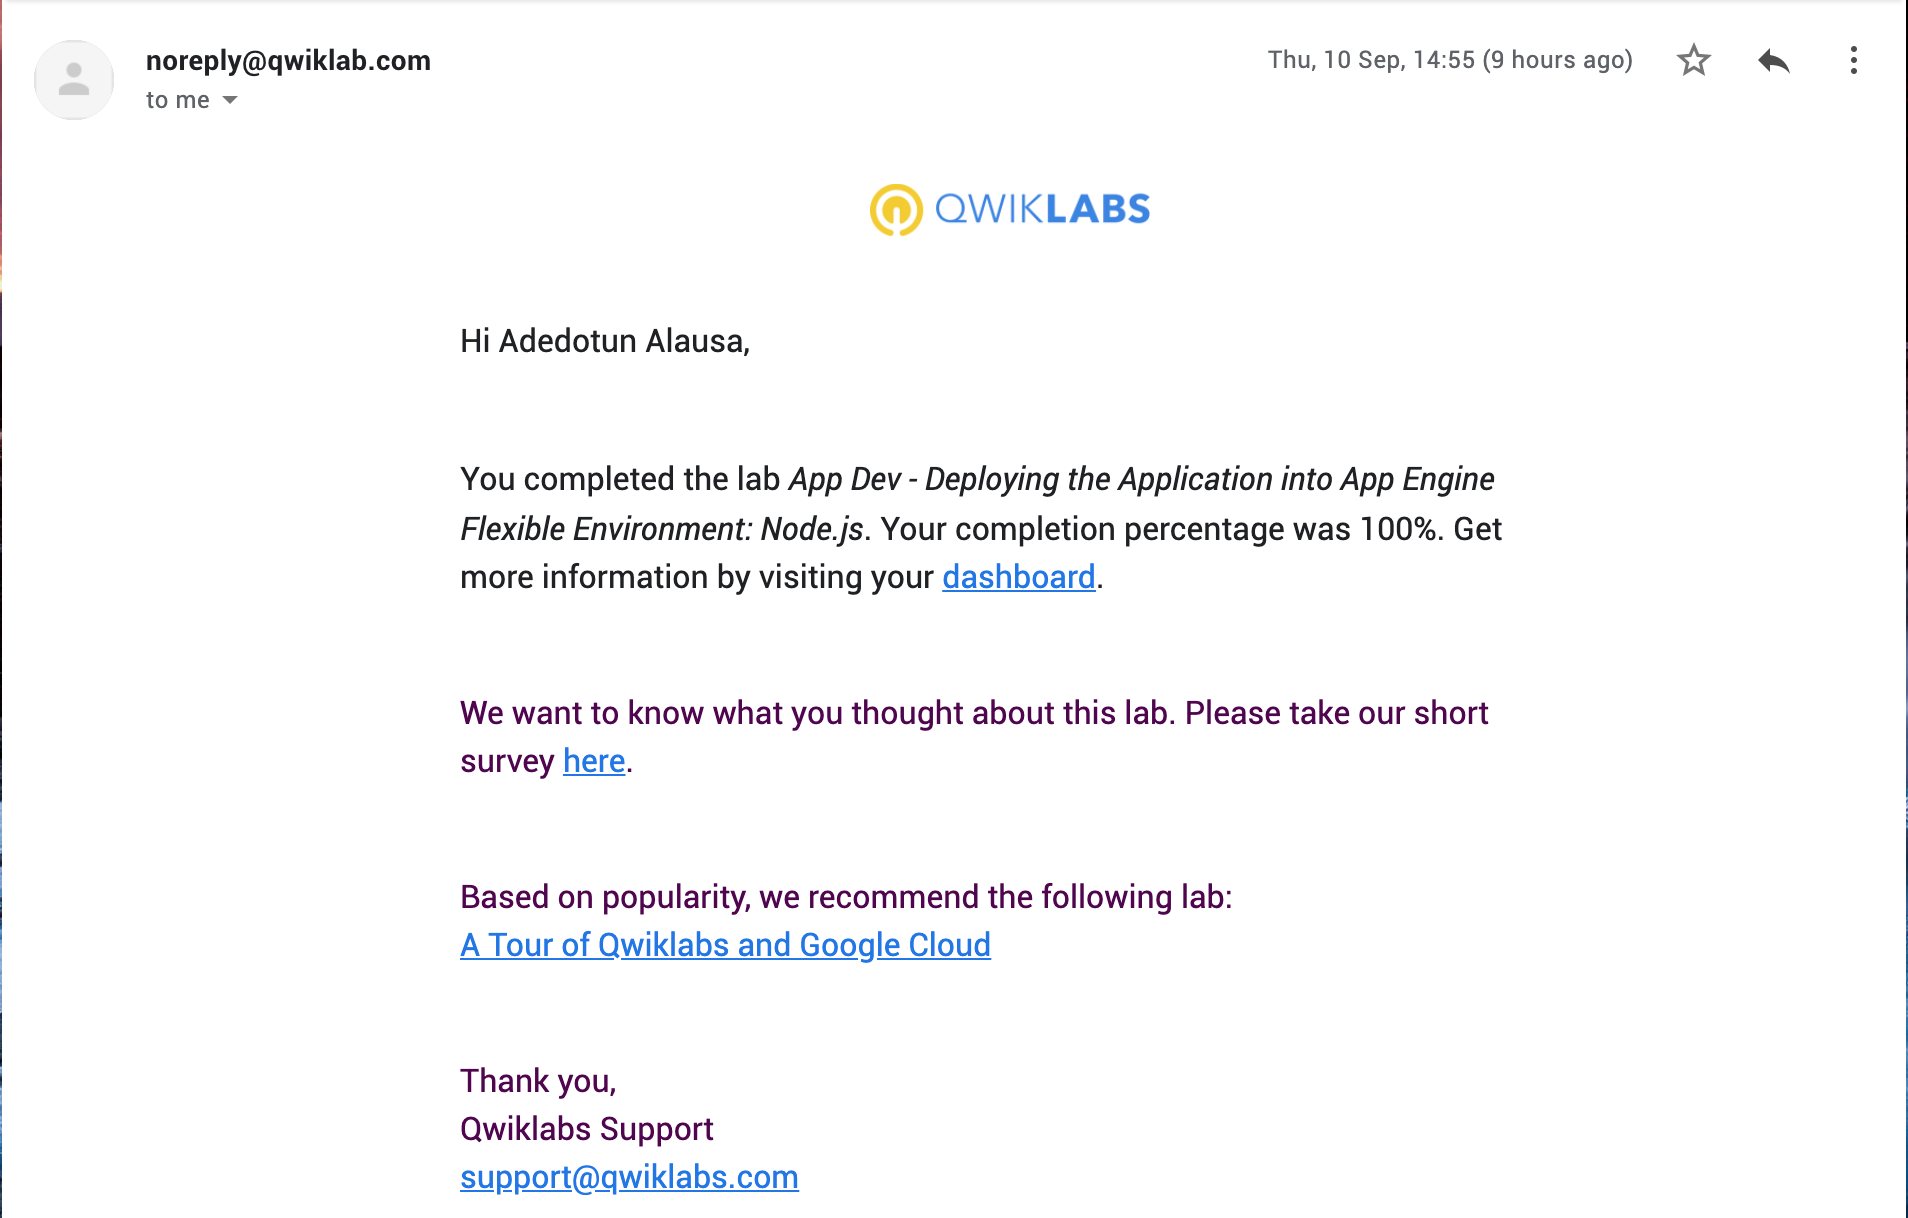 noreply@qwiklab.com
Thu, 10 Sep, 14:55 (9 hours ago)
to me
QWIKLABS
Hi Adedotun Alausa,
You completed the lab App Dev - Deploying the Application into App Engine
Flexible Environment: Node.js. Your completion percentage was 100%. Get
more information by visiting your dashboard.
We want to know what you thought about this lab. Please take our short
survey here.
Based on popularity, we recommend the following lab:
A Tour of Qwiklabs and Google Cloud
Thank you,
Qwiklabs Support
support@qwiklabs.com